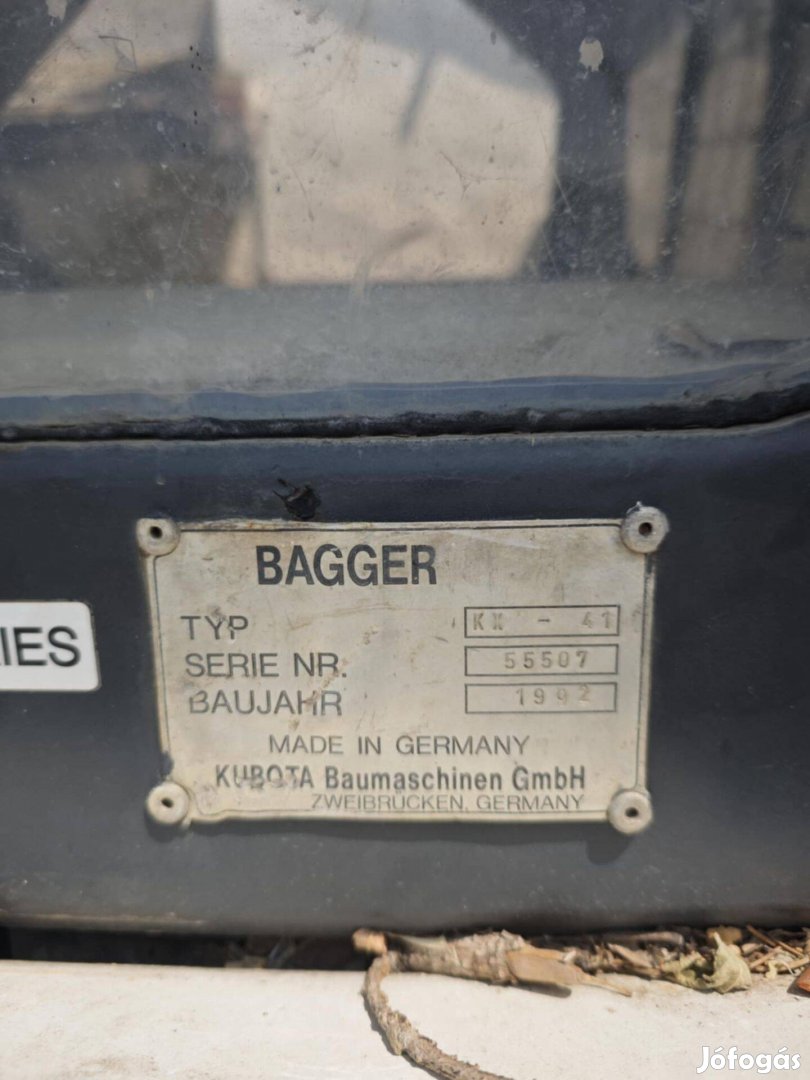 BAGGER
TYP KX - 41
SERIE NR. 55507
BAUJAHR 1992
MADE IN GERMANY
KUBOTA Baumaschinen GmbH
ZWEIBRÜCKEN, GERMANY
IES
Jófogás